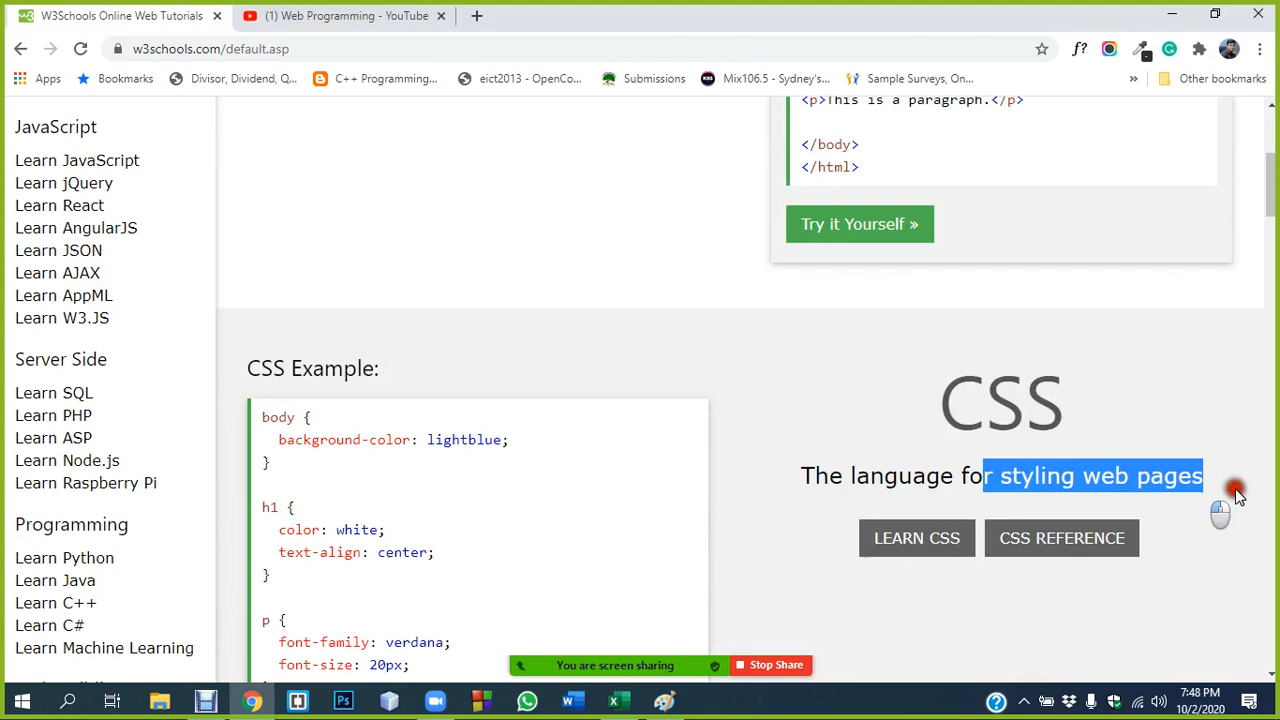 W3Schools Online Web Tutorials
(1) Web Programming - YouTube
w3schools.com/default.asp
f?
Apps
Bookmarks
Divisor, Dividend, Q...
C++ Programming...
eict2013 - OpenCo...
Submissions
Mix106.5 - Sydney's...
Sample Surveys, On...
»
Other bookmarks
JavaScript
Learn JavaScript
Learn jQuery
Learn React
Learn AngularJS
Learn JSON
Learn AJAX
Learn AppML
Learn W3.JS
Server Side
Learn SQL
Learn PHP
Learn ASP
Learn Node.js
Learn Raspberry Pi
Programming
Learn Python
Learn Java
Learn C++
Learn C#
Learn Machine Learning
<p>This is a paragraph.</p>
</body>
</html>
Try it Yourself »
CSS Example:
body {
background-color: lightblue;
}
h1 {
color: white;
text-align: center;
}
p {
font-family: verdana;
font-size: 20px;
CSS
The language for styling web pages
LEARN CSS
CSS REFERENCE
You are screen sharing
Stop Share
7:48 PM
10/2/2020